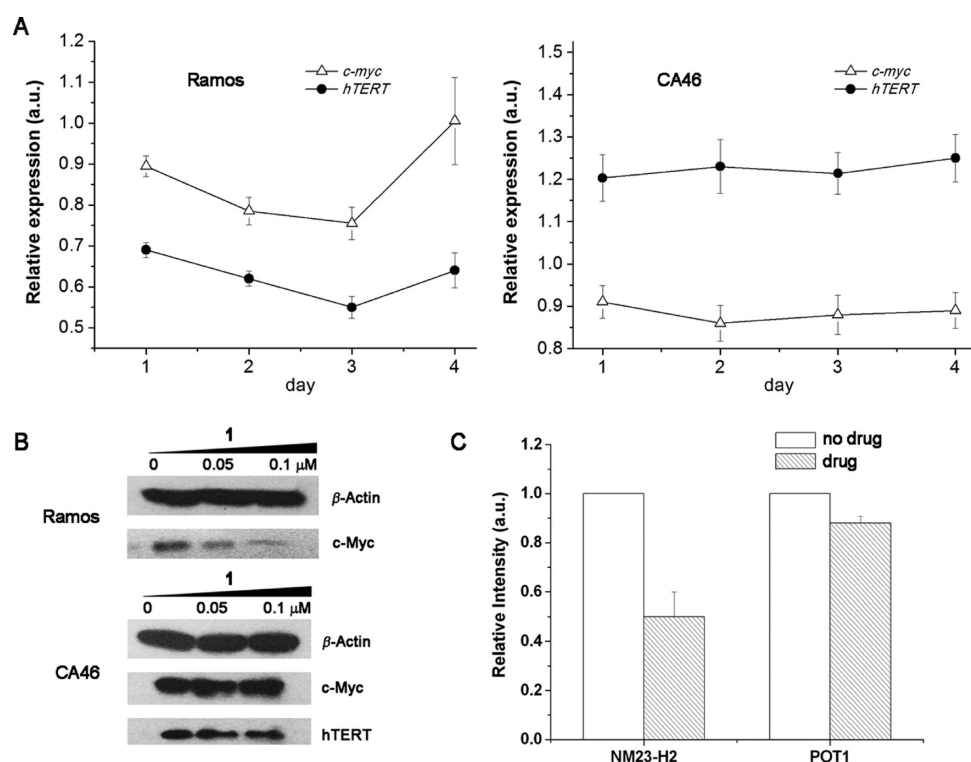 A
Relative expression (a.u.)
1.2
1.1
1.0
0.9
0.8
0.7
0.6
0.5
Ramos
c-myc
hTERT
1 2 3 4
day
Relative expression (a.u.)
1.5
1.4
1.3
1.2
1.1
1.0
0.9
0.8
CA46
c-myc
hTERT
1 2 3 4
day
B
1
0 0.05 0.1 μM
Ramos
β-Actin
c-Myc
1
0 0.05 0.1 μM
CA46
β-Actin
c-Myc
hTERT
C
Relative Intensity (a.u.)
1.2
1.0
0.8
0.6
0.4
0.2
0.0
no drug
drug
NM23-H2 POT1